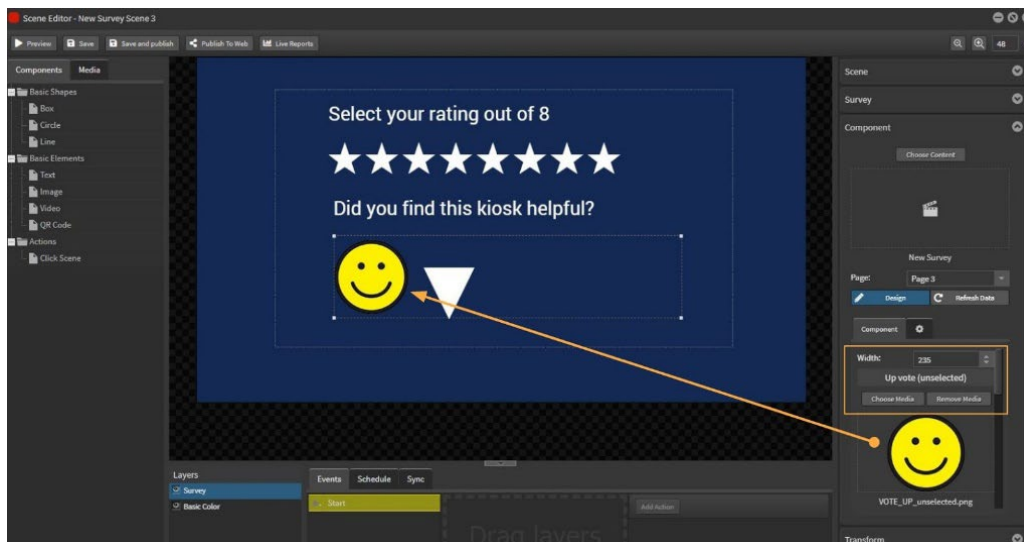 Scene Editor - New Survey Scene 3
Preview Save Save and publish Publish To Web Live Reports 48
Components Media
Basic Shapes
Box
Circle
Line
Basic Elements
Text
Image
Video
QR Code
Actions
Click Scene
Select your rating out of 8
Did you find this kiosk helpful?
Layers
Survey
Basic Color
Events Schedule Sync
Start
Drag layers
Add Action
Scene
Survey
Component
Choose Content
New Survey
Page: Page 3
Design Refresh Data
Component
Width: 235
Up vote (unselected)
Choose Media Remove Media
VOTE_UP_unselected.png
Transform